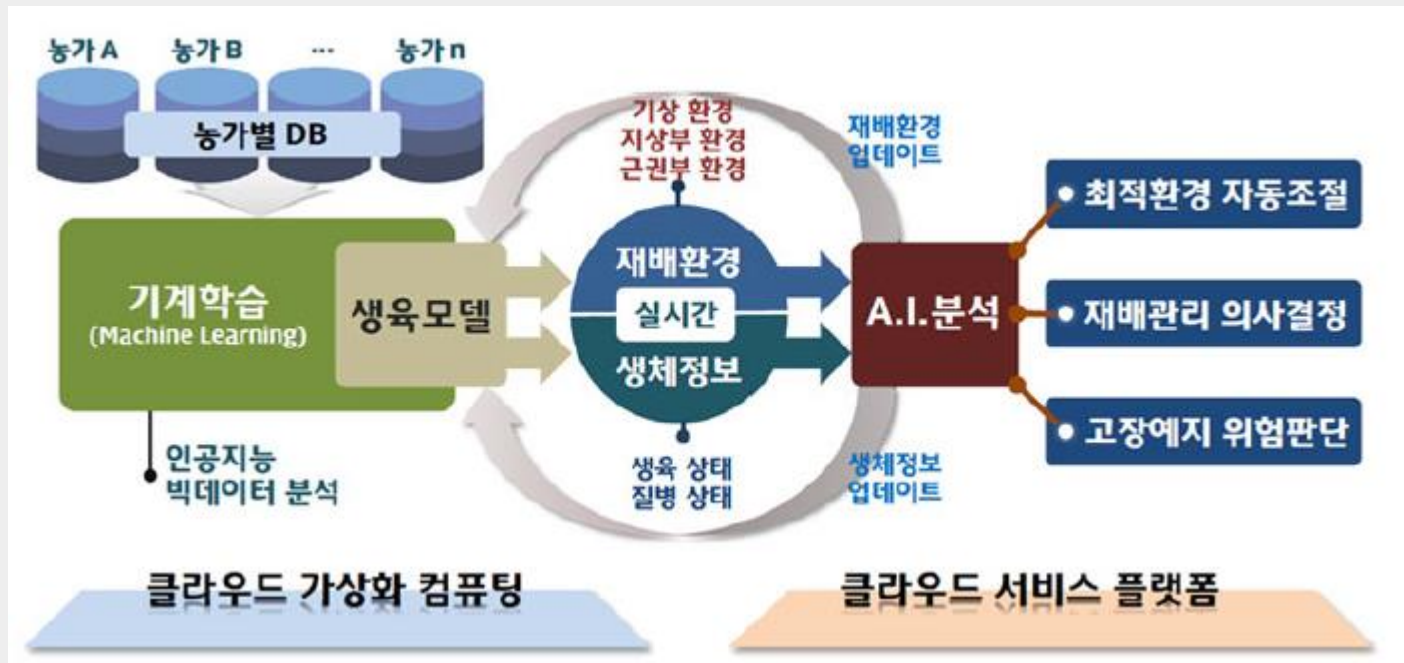 농가 A
농가 B
...
농가 n
농가별 DB
기계학습
(Machine Learning)
생육모델
인공지능
빅데이터 분석
기상 환경
지상부 환경
근권부 환경
재배환경
실시간
생체정보
생육 상태
질병 상태
재배환경
업데이트
생체정보
업데이트
A.I.분석
최적환경 자동조절
재배관리 의사결정
고장예지 위험판단
클라우드 가상화 컴퓨팅
클라우드 서비스 플랫폼